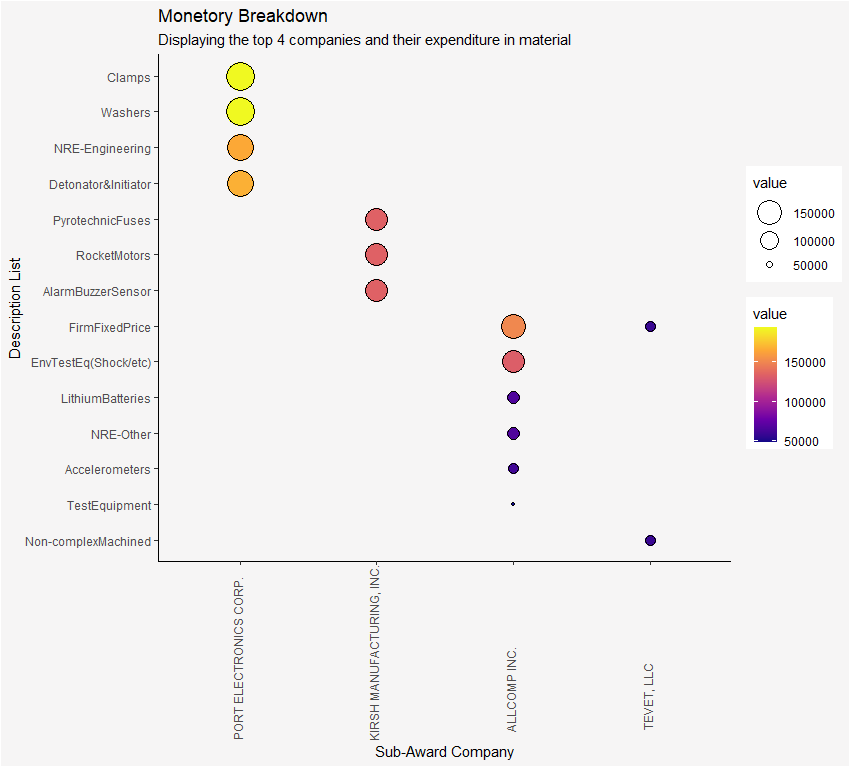 Monetory Breakdown
Displaying the top 4 companies and their expenditure in material
Description List
Clamps
Washers
NRE-Engineering
Detonator&Initiator
PyrotechnicFuses
RocketMotors
AlarmBuzzerSensor
FirmFixedPrice
EnvTestEq(Shock/etc)
LithiumBatteries
NRE-Other
Accelerometers
TestEquipment
Non-complexMachined
PORT ELECTRONICS CORP.
KIRSH MANUFACTURING, INC.
ALLCOMP INC.
TEVET, LLC
Sub-Award Company
value
150000
100000
50000
value
150000
100000
50000